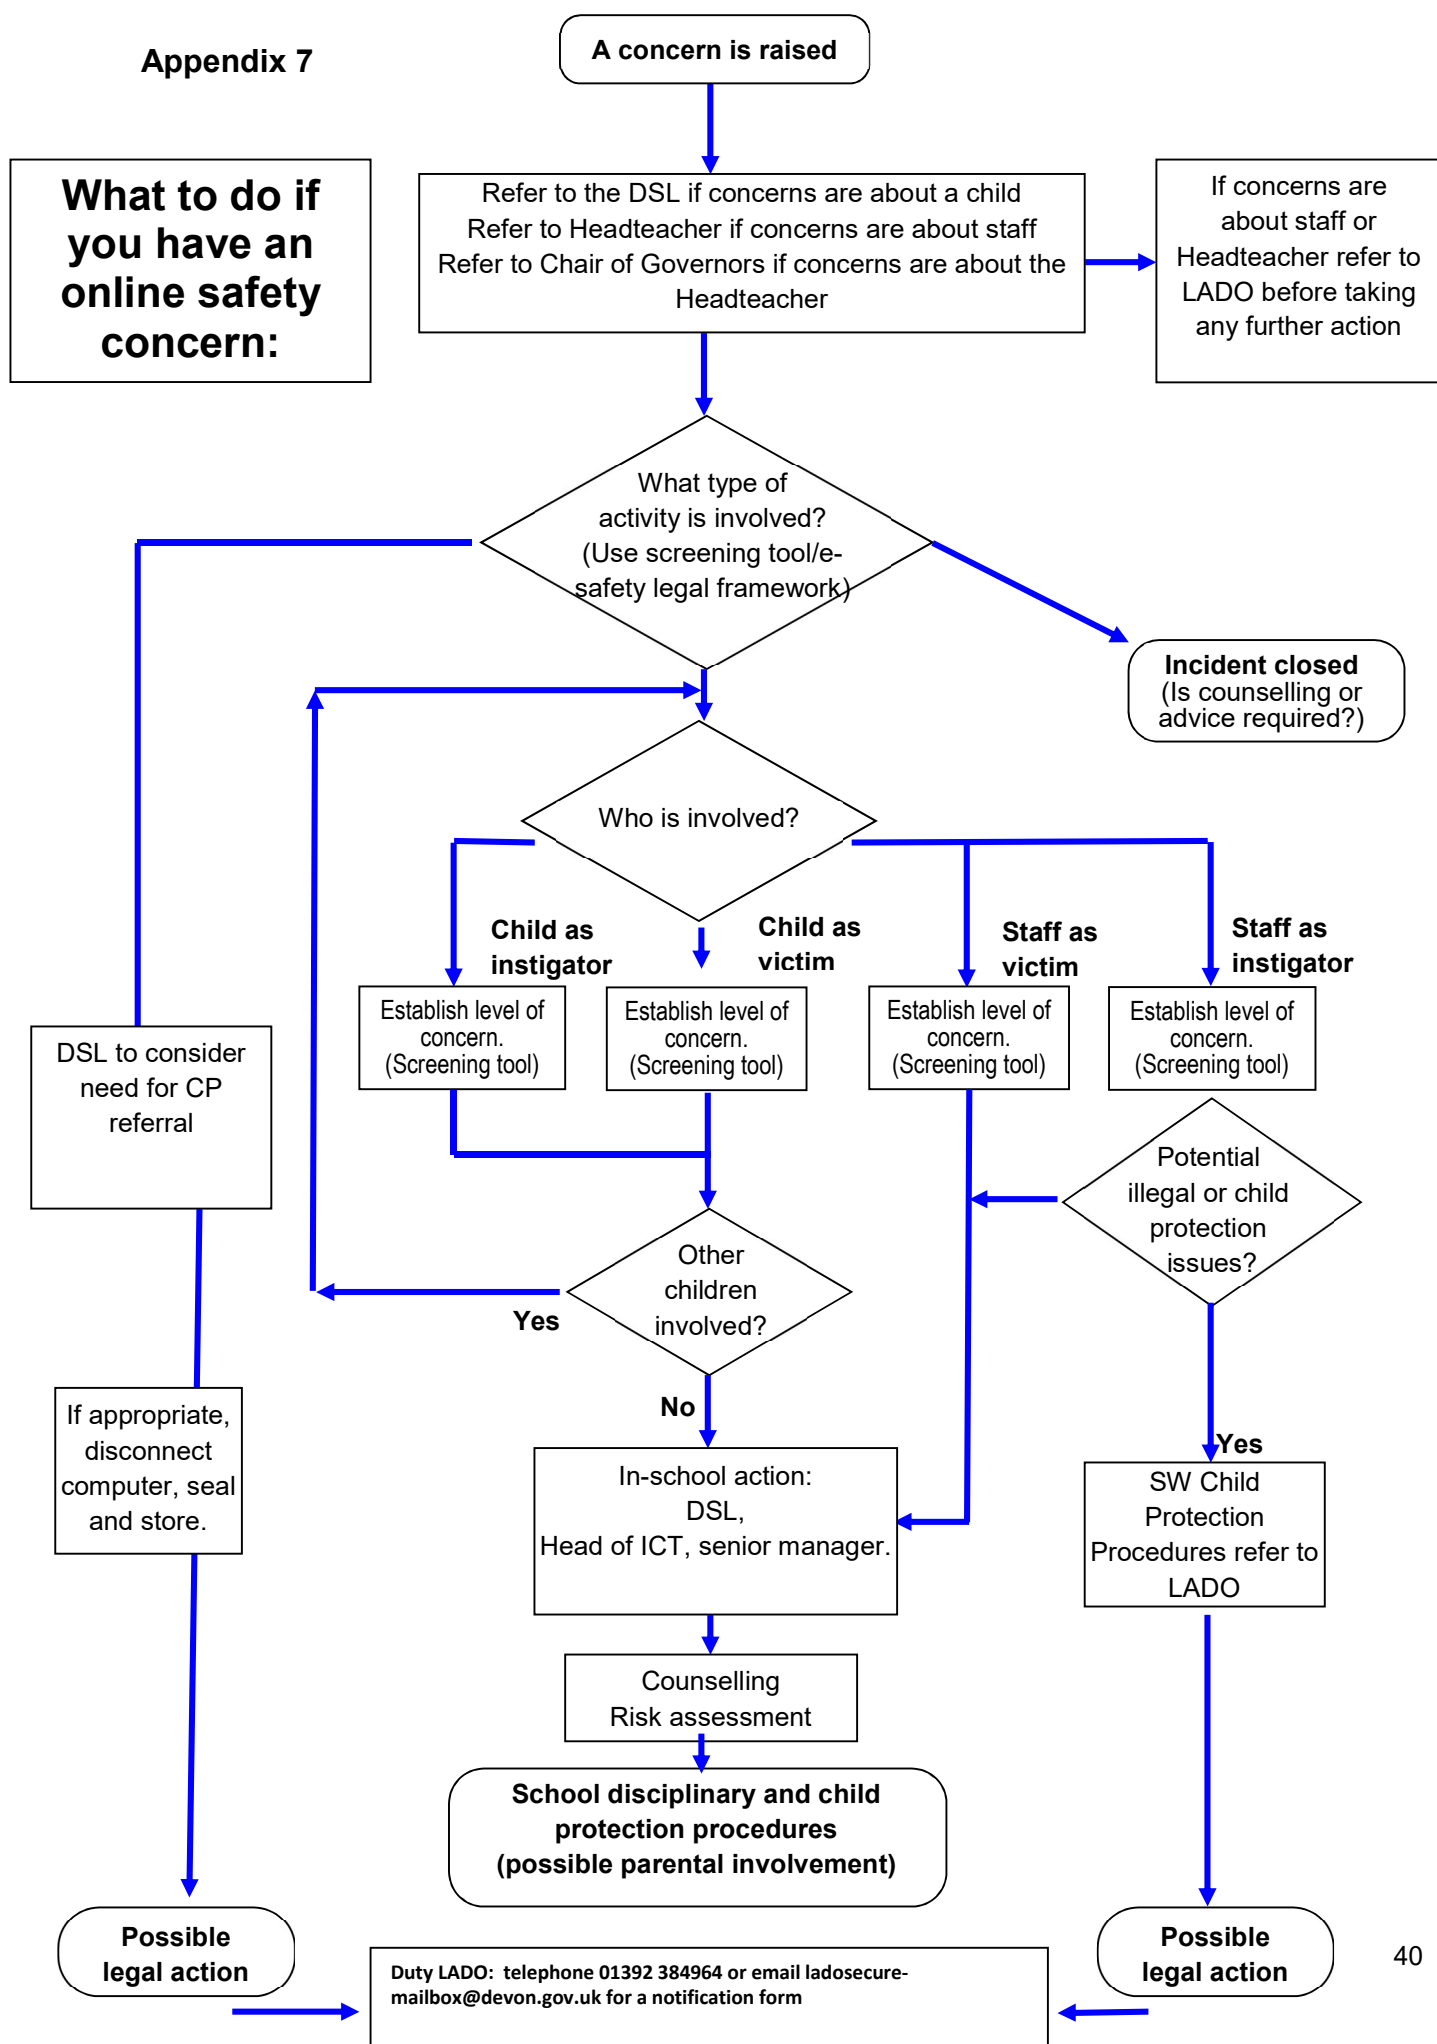 Appendix 7
A concern is raised
What to do if
you have an
online safety
concern:
Refer to the DSL if concerns are about a child
Refer to Headteacher if concerns are about staff
Refer to Chair of Governors if concerns are about the
Headteacher
If concerns are
about staff or
Headteacher refer to
LADO before taking
any further action
What type of
activity is involved?
(Use screening tool/e-
safety legal framework)
Incident closed
(Is counselling or
advice required?)
Who is involved?
Child as
instigator
Child as
victim
Staff as
victim
Staff as
instigator
Establish level of
concern.
(Screening tool)
Establish level of
concern.
(Screening tool)
Establish level of
concern.
(Screening tool)
Establish level of
concern.
(Screening tool)
DSL to consider
need for CP
referral
Potential
illegal or child
protection
issues?
Other
children
involved?
Yes
No
Yes
If appropriate,
disconnect
computer, seal
and store.
In-school action:
DSL,
Head of ICT, senior manager.
SW Child
Protection
Procedures refer to
LADO
Counselling
Risk assessment
School disciplinary and child
protection procedures
(possible parental involvement)
Possible
legal action
Possible
legal action
Duty LADO: telephone 01392 384964 or email ladosecure-
mailbox@devon.gov.uk for a notification form
40